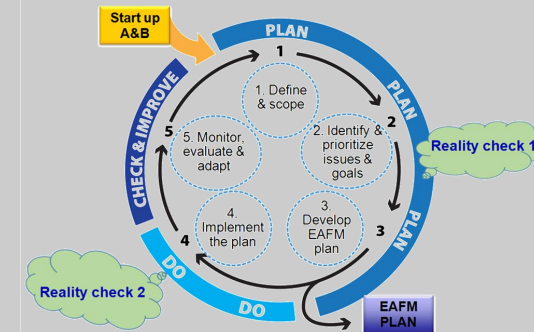 Start up
A&B
PLAN
1
1. Define
& scope
PLAN
2
2. Identify &
prioritize
issues &
goals
Reality check 1
PLAN
3
3.
Develop
EAFM
plan
EAFM
PLAN
DO
DO
4
4.
Implement
the plan
Reality check 2
CHECK & IMPROVE
5
5. Monitor,
evaluate &
adapt